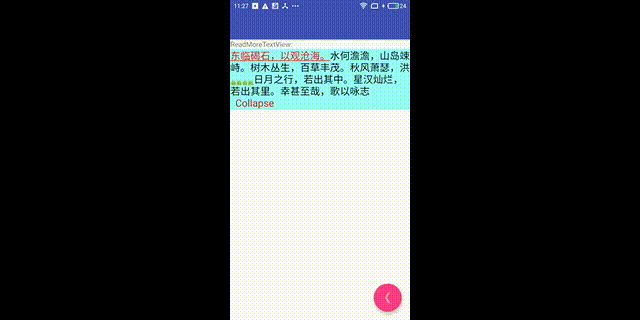 11:27
24
ReadMoreTextView:
东临碣石，以观沧海。水何澹澹，山岛竦
峙。树木丛生，百草丰茂。秋风萧瑟，洪
日月之行，若出其中。星汉灿烂，
若出其里。幸甚至哉，歌以咏志
Collapse